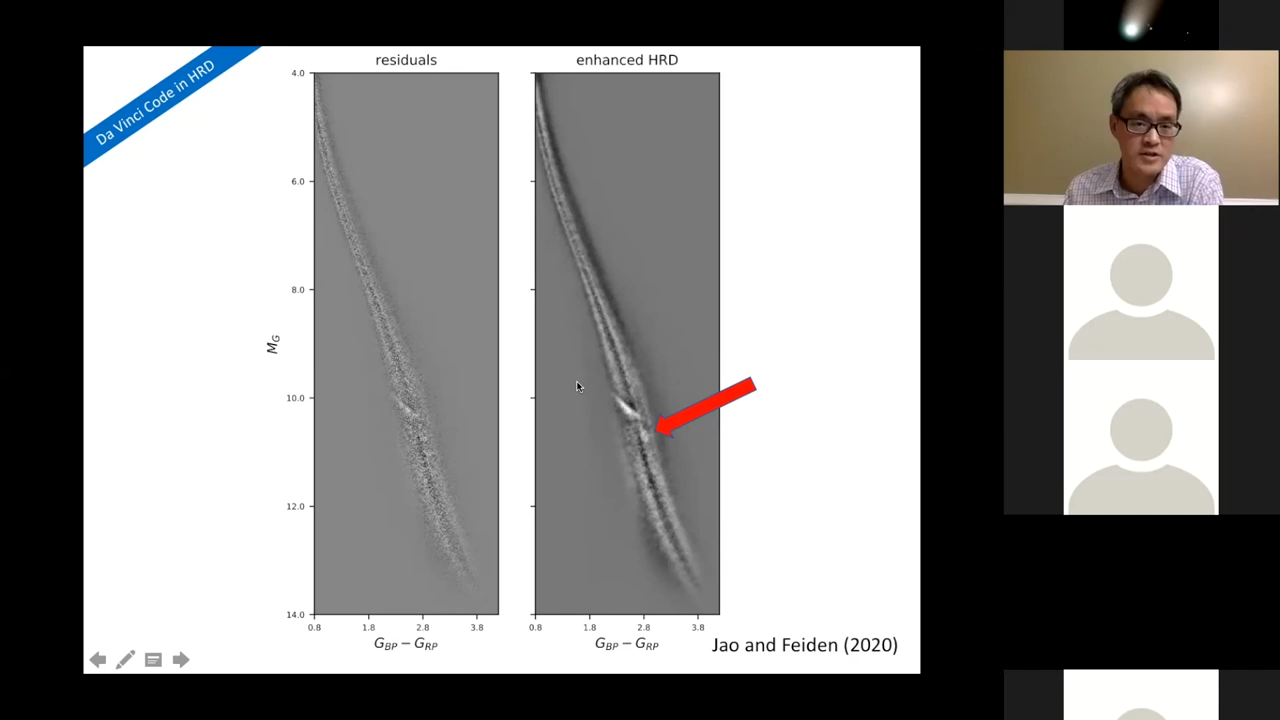 Da Vinci Code in HRD
residuals
enhanced HRD
4.0
6.0
8.0
10.0
12.0
14.0
M_G
0.8 1.8 2.8 3.8
0.8 1.8 2.8 3.8
G_BP − G_RP
G_BP − G_RP
Jao and Feiden (2020)